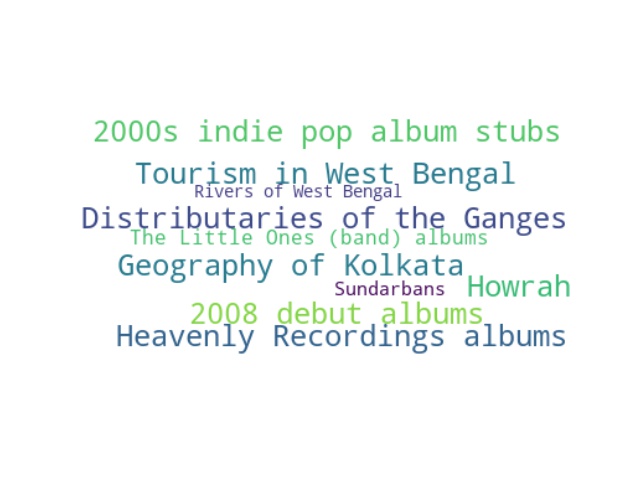 2000s indie pop album stubs
Tourism in West Bengal
Rivers of West Bengal
Distributaries of the Ganges
The Little Ones (band) albums
Geography of Kolkata
Howrah
Sundarbans
2008 debut albums
Heavenly Recordings albums